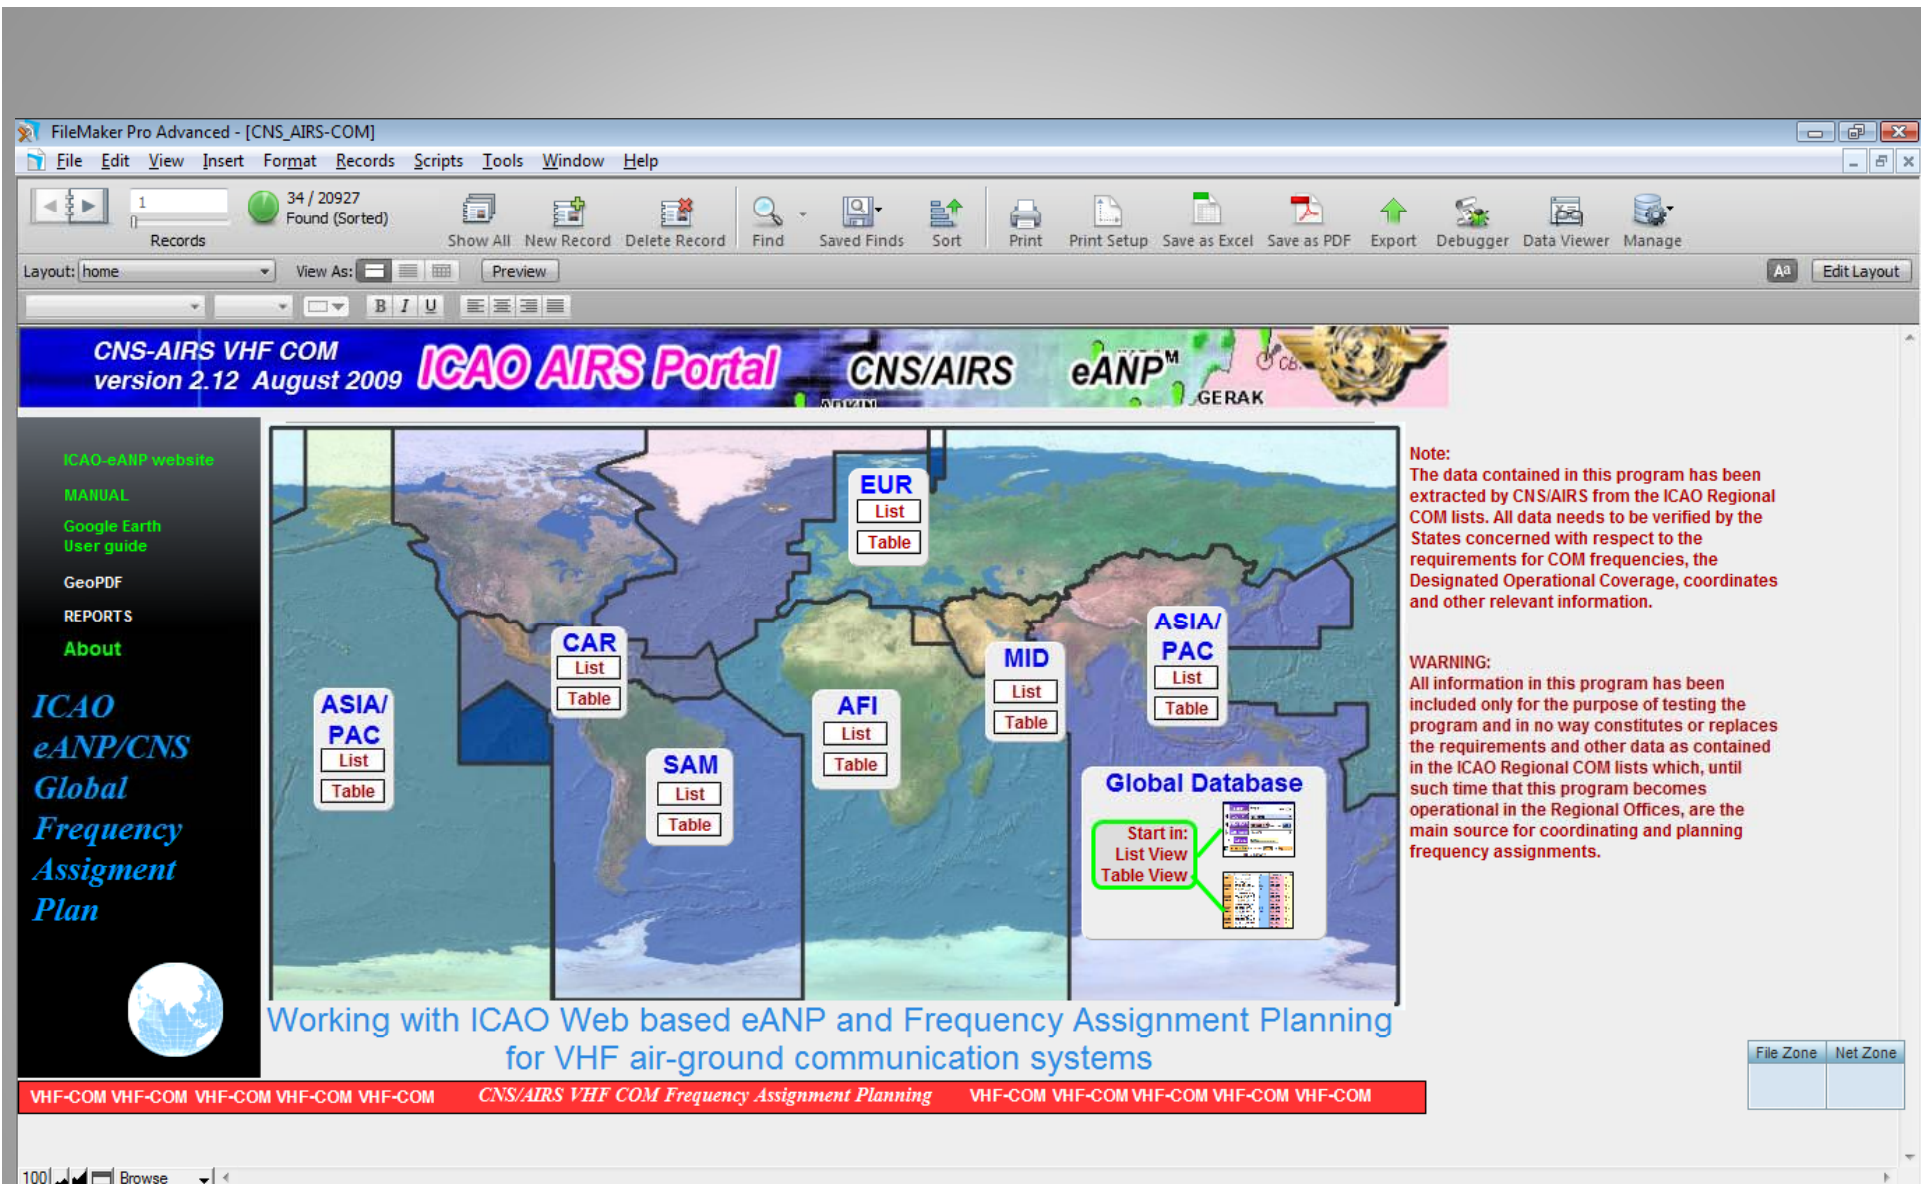 FileMaker Pro Advanced - [CNS_AIRS-COM]
File Edit View Insert Format Records Scripts Tools Window Help
1
34 / 20927
Found (Sorted)
Records
Show All New Record Delete Record Find Saved Finds Sort Print Print Setup Save as Excel Save as PDF Export Debugger Data Viewer Manage
Layout: home View As: Preview Aa Edit Layout
B I U
CNS-AIRS VHF COM
version 2.12 August 2009
ICAO AIRS Portal
CNS/AIRS
eANP
GERAK
ICAO-eANP website
MANUAL
Google Earth
User guide
GeoPDF
REPORTS
About
ICAO
eANP/CNS
Global
Frequency
Assigment
Plan
EUR
List
Table
CAR
List
Table
ASIA/
PAC
List
Table
SAM
List
Table
AFI
List
Table
MID
List
Table
ASIA/
PAC
List
Table
Global Database
Start in:
List View
Table View
Working with ICAO Web based eANP and Frequency Assignment Planning
for VHF air-ground communication systems
Note:
The data contained in this program has been
extracted by CNS/AIRS from the ICAO Regional
COM lists. All data needs to be verified by the
States concerned with respect to the
requirements for COM frequencies, the
Designated Operational Coverage, coordinates
and other relevant information.
WARNING:
All information in this program has been
included only for the purpose of testing the
program and in no way constitutes or replaces
the requirements and other data as contained
in the ICAO Regional COM lists which, until
such time that this program becomes
operational in the Regional Offices, are the
main source for coordinating and planning
frequency assignments.
File Zone Net Zone
VHF-COM VHF-COM VHF-COM VHF-COM VHF-COM CNS/AIRS VHF COM Frequency Assignment Planning VHF-COM VHF-COM VHF-COM VHF-COM VHF-COM
100 Browse